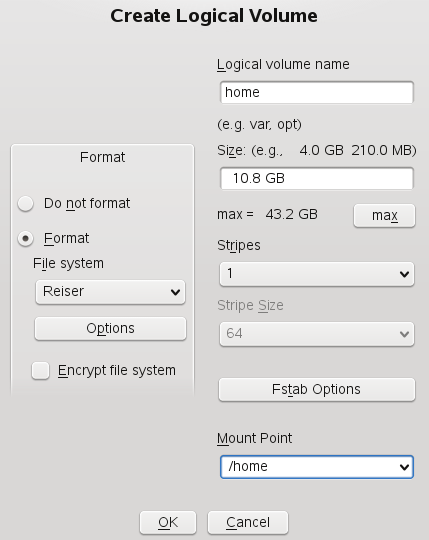 Create Logical Volume
Format
Do not format
Format
File system
Reiser
Options
Encrypt file system
Logical volume name
home
(e.g. var, opt)
Size: (e.g., 4.0 GB 210.0 MB)
10.8 GB
max = 43.2 GB
max
Stripes
1
Stripe Size
64
Fstab Options
Mount Point
/home
OK
Cancel